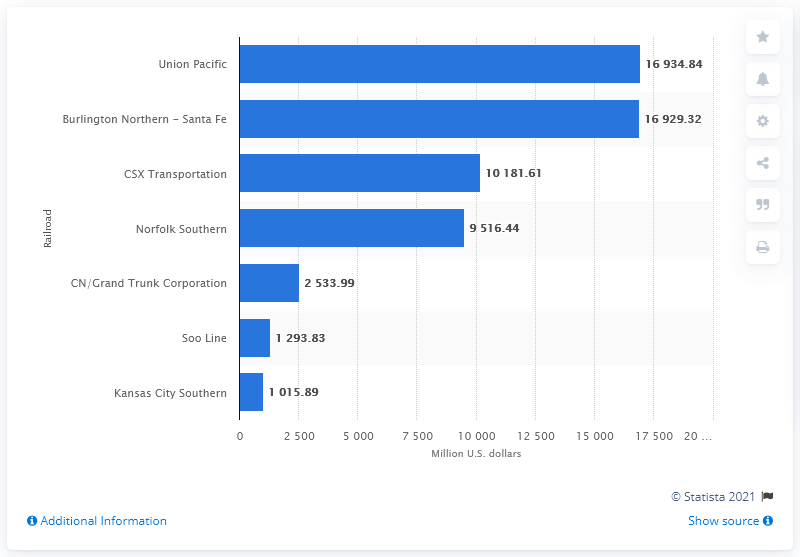 Union Pacific 16 934.84
Burlington Northern – Santa Fe 16 929.32
CSX Transportation 10 181.61
Norfolk Southern 9 516.44
CN/Grand Trunk Corporation 2 533.99
Soo Line 1 293.83
Kansas City Southern 1 015.89
Railroad
0 2 500 5 000 7 500 10 000 12 500 15 000 17 500 20 ...
Million U.S. dollars
© Statista 2021
Additional Information Show source